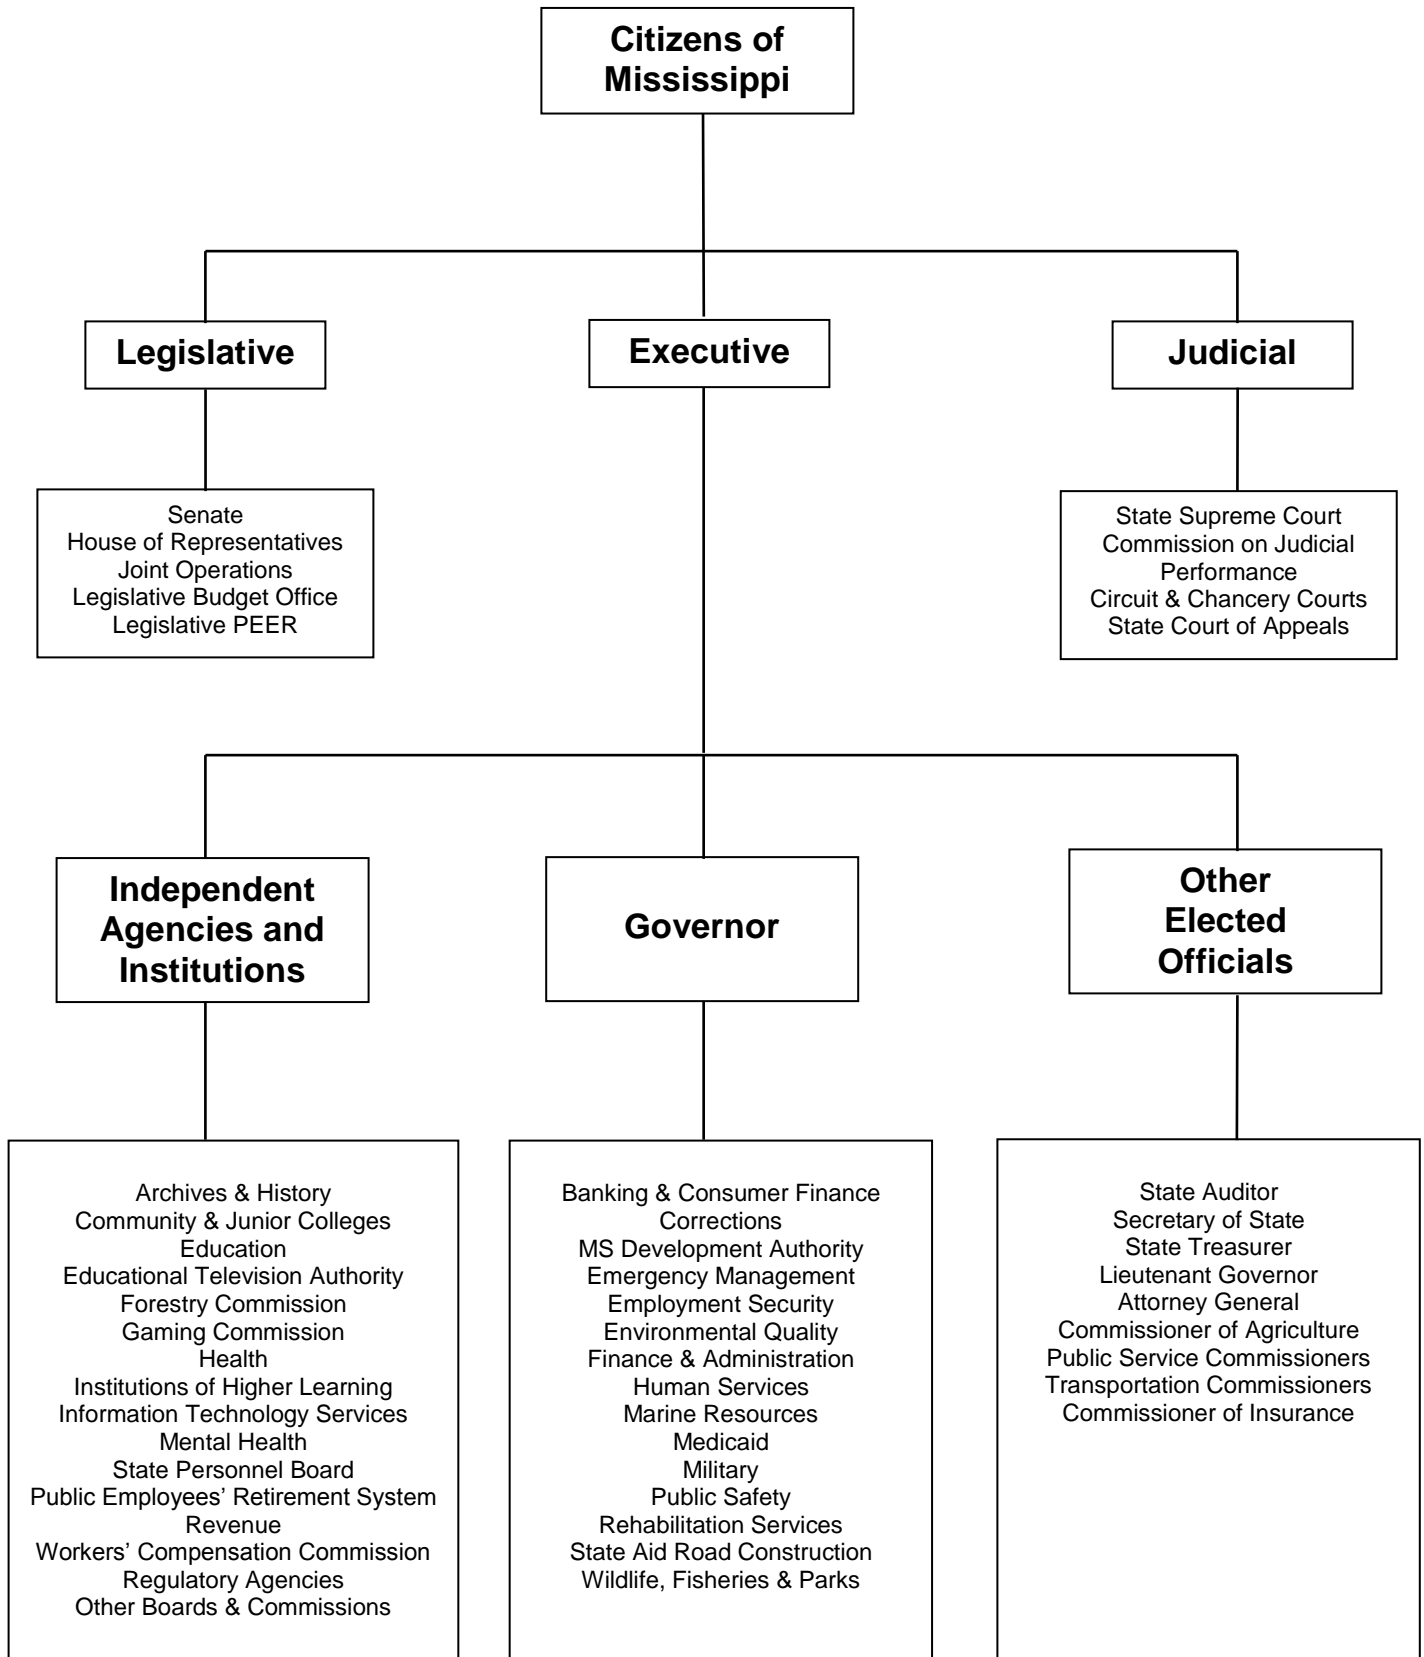 Citizens of
Mississippi
Legislative
Executive
Judicial
Senate
House of Representatives
Joint Operations
Legislative Budget Office
Legislative PEER
State Supreme Court
Commission on Judicial
Performance
Circuit & Chancery Courts
State Court of Appeals
Independent
Agencies and
Institutions
Governor
Other
Elected
Officials
Archives & History
Community & Junior Colleges
Education
Educational Television Authority
Forestry Commission
Gaming Commission
Health
Institutions of Higher Learning
Information Technology Services
Mental Health
State Personnel Board
Public Employees’ Retirement System
Revenue
Workers’ Compensation Commission
Regulatory Agencies
Other Boards & Commissions
Banking & Consumer Finance
Corrections
MS Development Authority
Emergency Management
Employment Security
Environmental Quality
Finance & Administration
Human Services
Marine Resources
Medicaid
Military
Public Safety
Rehabilitation Services
State Aid Road Construction
Wildlife, Fisheries & Parks
State Auditor
Secretary of State
State Treasurer
Lieutenant Governor
Attorney General
Commissioner of Agriculture
Public Service Commissioners
Transportation Commissioners
Commissioner of Insurance